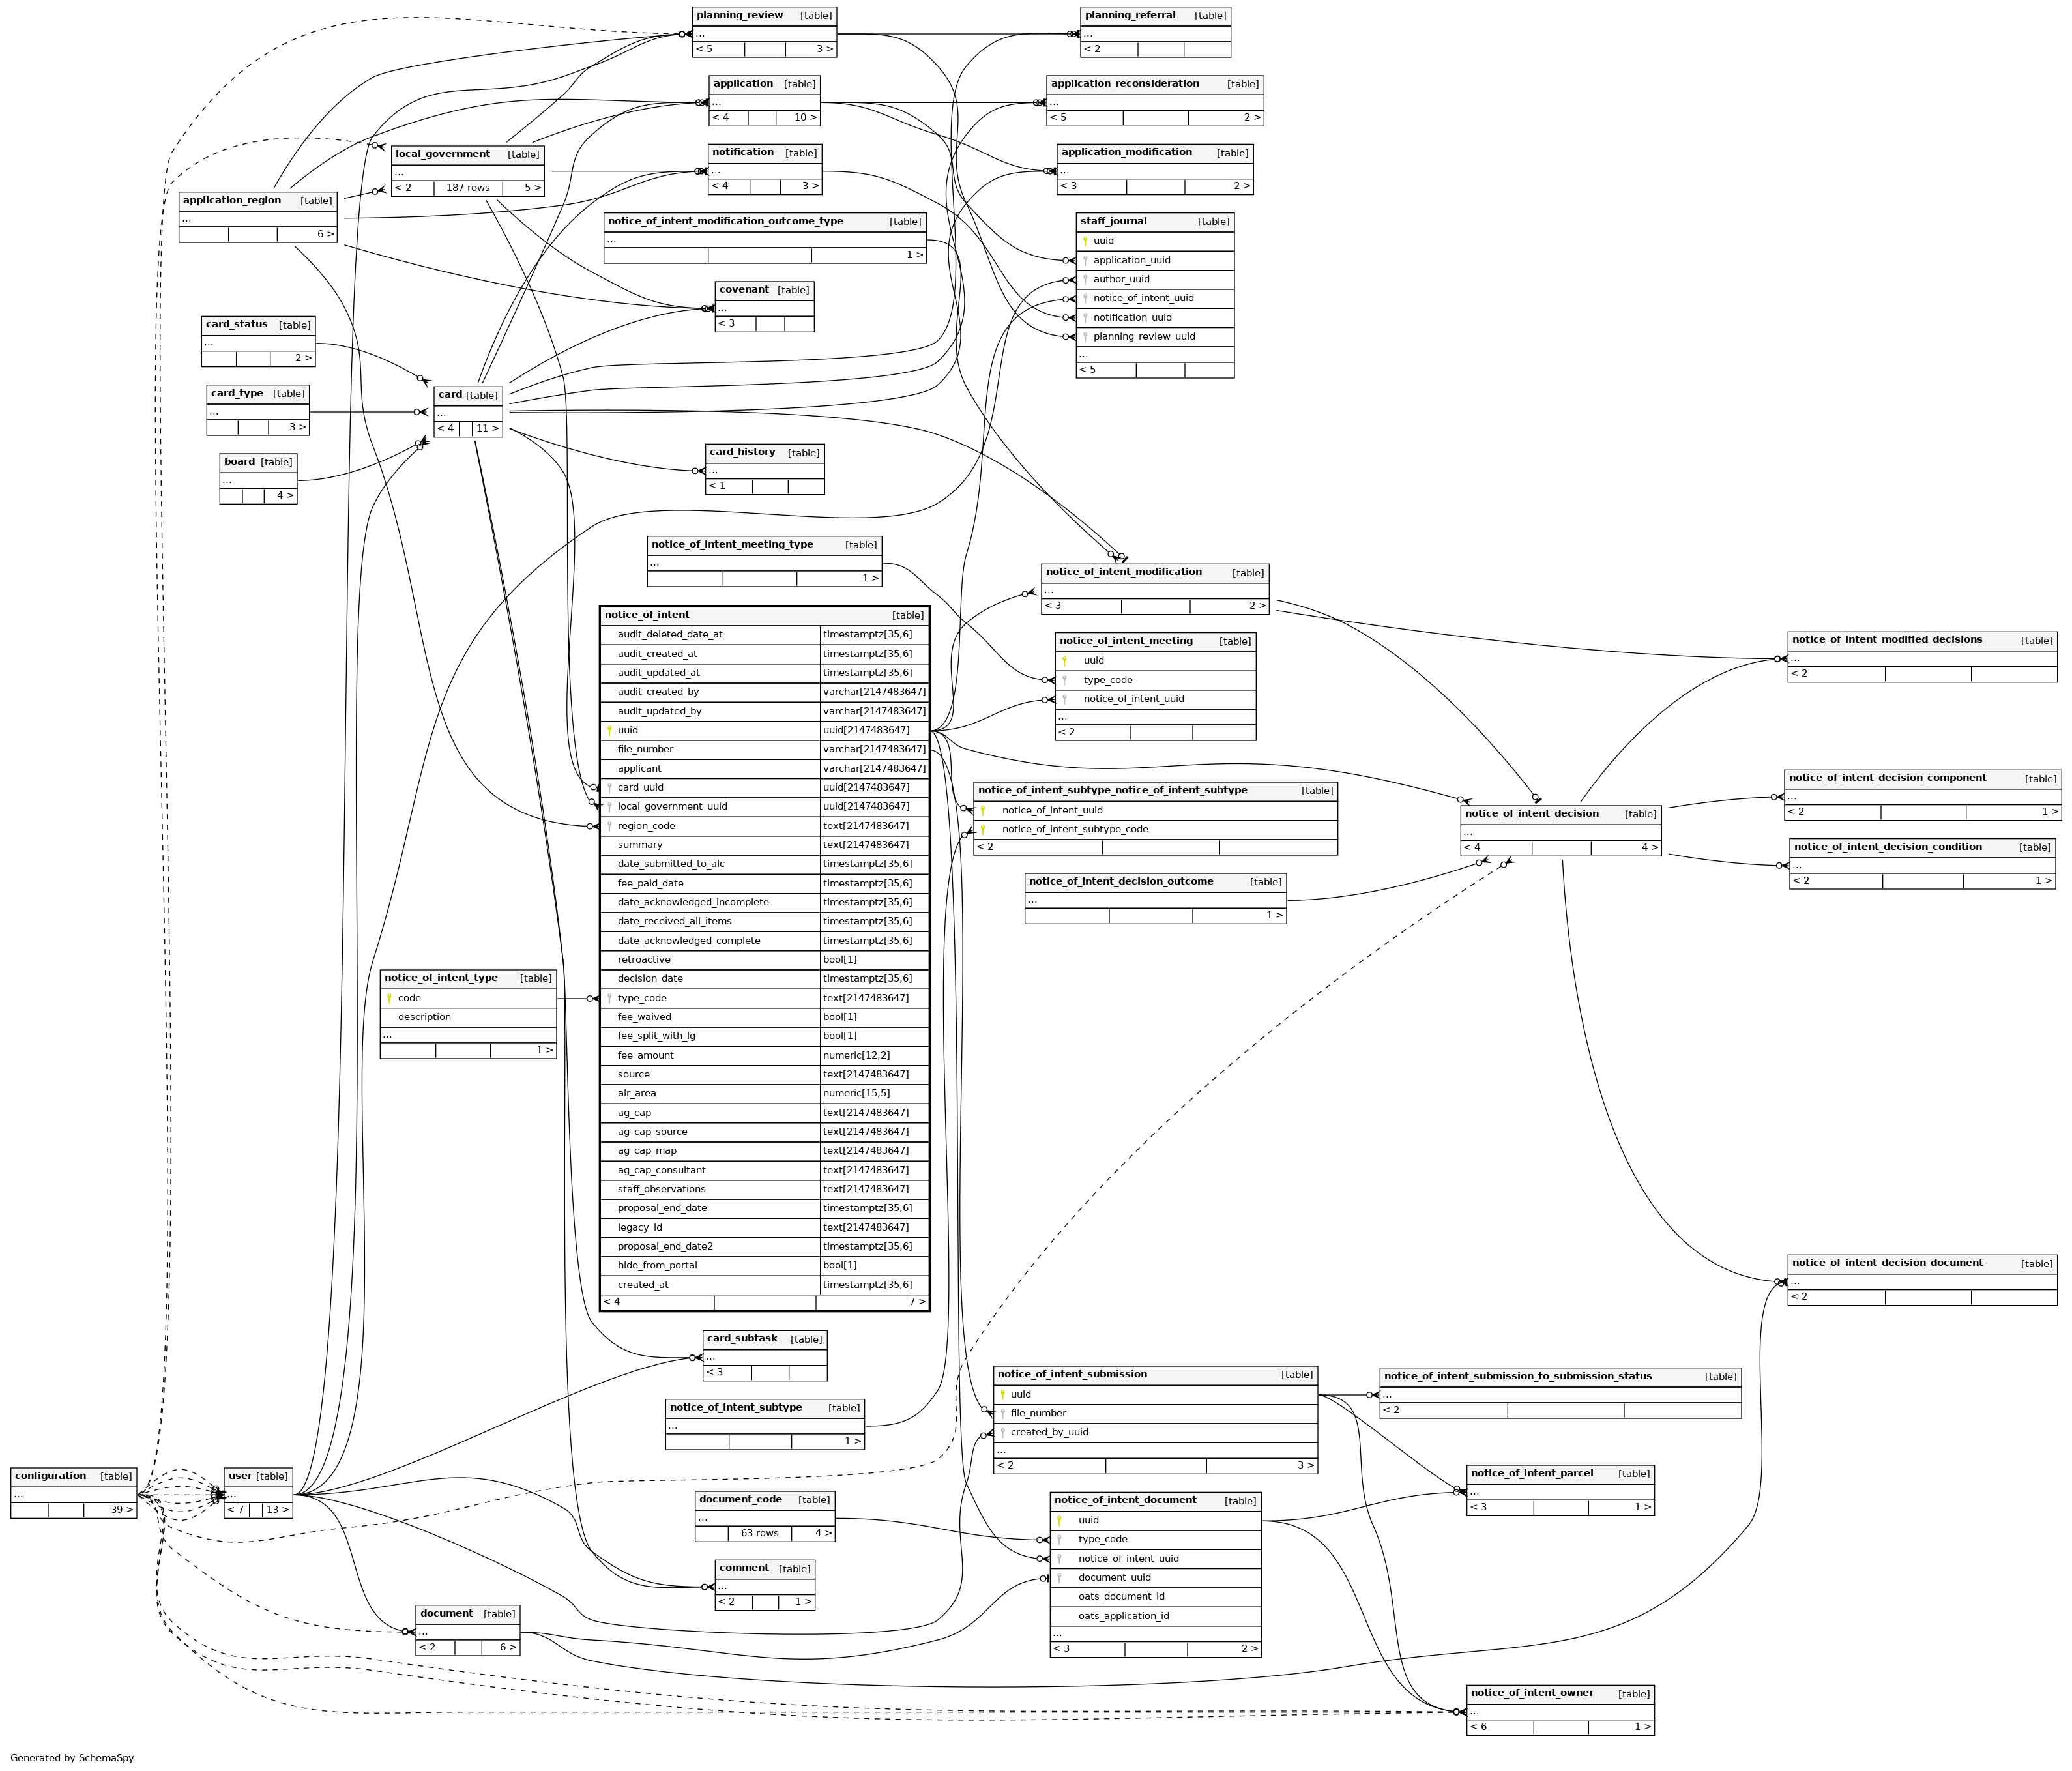 planning_review [table]
...
< 5 3 >
planning_referral [table]
...
< 2
application [table]
...
< 4 10 >
application_reconsideration [table]
...
< 5 2 >
local_government [table]
...
< 2 187 rows 5 >
notification [table]
...
< 4 3 >
application_modification [table]
...
< 3 2 >
application_region [table]
...
6 >
notice_of_intent_modification_outcome_type [table]
...
1 >
staff_journal [table]
uuid
application_uuid
author_uuid
notice_of_intent_uuid
notification_uuid
planning_review_uuid
...
< 5
covenant [table]
...
< 3
card_status [table]
...
2 >
card_type [table]
...
3 >
card [table]
...
< 4 11 >
board [table]
...
4 >
card_history [table]
...
< 1
notice_of_intent_meeting_type [table]
...
1 >
notice_of_intent_modification [table]
...
< 3 2 >
notice_of_intent_meeting [table]
uuid
type_code
notice_of_intent_uuid
...
< 2
notice_of_intent_modified_decisions [table]
...
< 2
notice_of_intent [table]
audit_deleted_date_at timestamptz[35,6]
audit_created_at timestamptz[35,6]
audit_updated_at timestamptz[35,6]
audit_created_by varchar[2147483647]
audit_updated_by varchar[2147483647]
uuid uuid[2147483647]
file_number varchar[2147483647]
applicant varchar[2147483647]
card_uuid uuid[2147483647]
local_government_uuid uuid[2147483647]
region_code text[2147483647]
summary text[2147483647]
date_submitted_to_alc timestamptz[35,6]
fee_paid_date timestamptz[35,6]
date_acknowledged_incomplete timestamptz[35,6]
date_received_all_items timestamptz[35,6]
date_acknowledged_complete timestamptz[35,6]
retroactive bool[1]
decision_date timestamptz[35,6]
type_code text[2147483647]
fee_waived bool[1]
fee_split_with_lg bool[1]
fee_amount numeric[12,2]
source text[2147483647]
alr_area numeric[15,5]
ag_cap text[2147483647]
ag_cap_source text[2147483647]
ag_cap_map text[2147483647]
ag_cap_consultant text[2147483647]
staff_observations text[2147483647]
proposal_end_date timestamptz[35,6]
legacy_id text[2147483647]
proposal_end_date2 timestamptz[35,6]
hide_from_portal bool[1]
created_at timestamptz[35,6]
< 4 7 >
notice_of_intent_subtype_notice_of_intent_subtype [table]
notice_of_intent_uuid
notice_of_intent_subtype_code
< 2
notice_of_intent_decision [table]
...
< 4 4 >
notice_of_intent_decision_component [table]
...
< 2 1 >
notice_of_intent_decision_condition [table]
...
< 2 1 >
notice_of_intent_decision_outcome [table]
...
1 >
notice_of_intent_type [table]
code
description
...
1 >
notice_of_intent_decision_document [table]
...
< 2
card_subtask [table]
...
< 3
notice_of_intent_subtype [table]
...
1 >
notice_of_intent_submission [table]
uuid
file_number
created_by_uuid
...
< 2 3 >
notice_of_intent_submission_to_submission_status [table]
...
< 2
configuration [table]
...
39 >
user [table]
...
< 7 13 >
document_code [table]
...
63 rows 4 >
notice_of_intent_document [table]
uuid
type_code
notice_of_intent_uuid
document_uuid
oats_document_id
oats_application_id
...
< 3 2 >
notice_of_intent_parcel [table]
...
< 3 1 >
comment [table]
...
< 2 1 >
document [table]
...
< 2 6 >
notice_of_intent_owner [table]
...
< 6 1 >
Generated by SchemaSpy